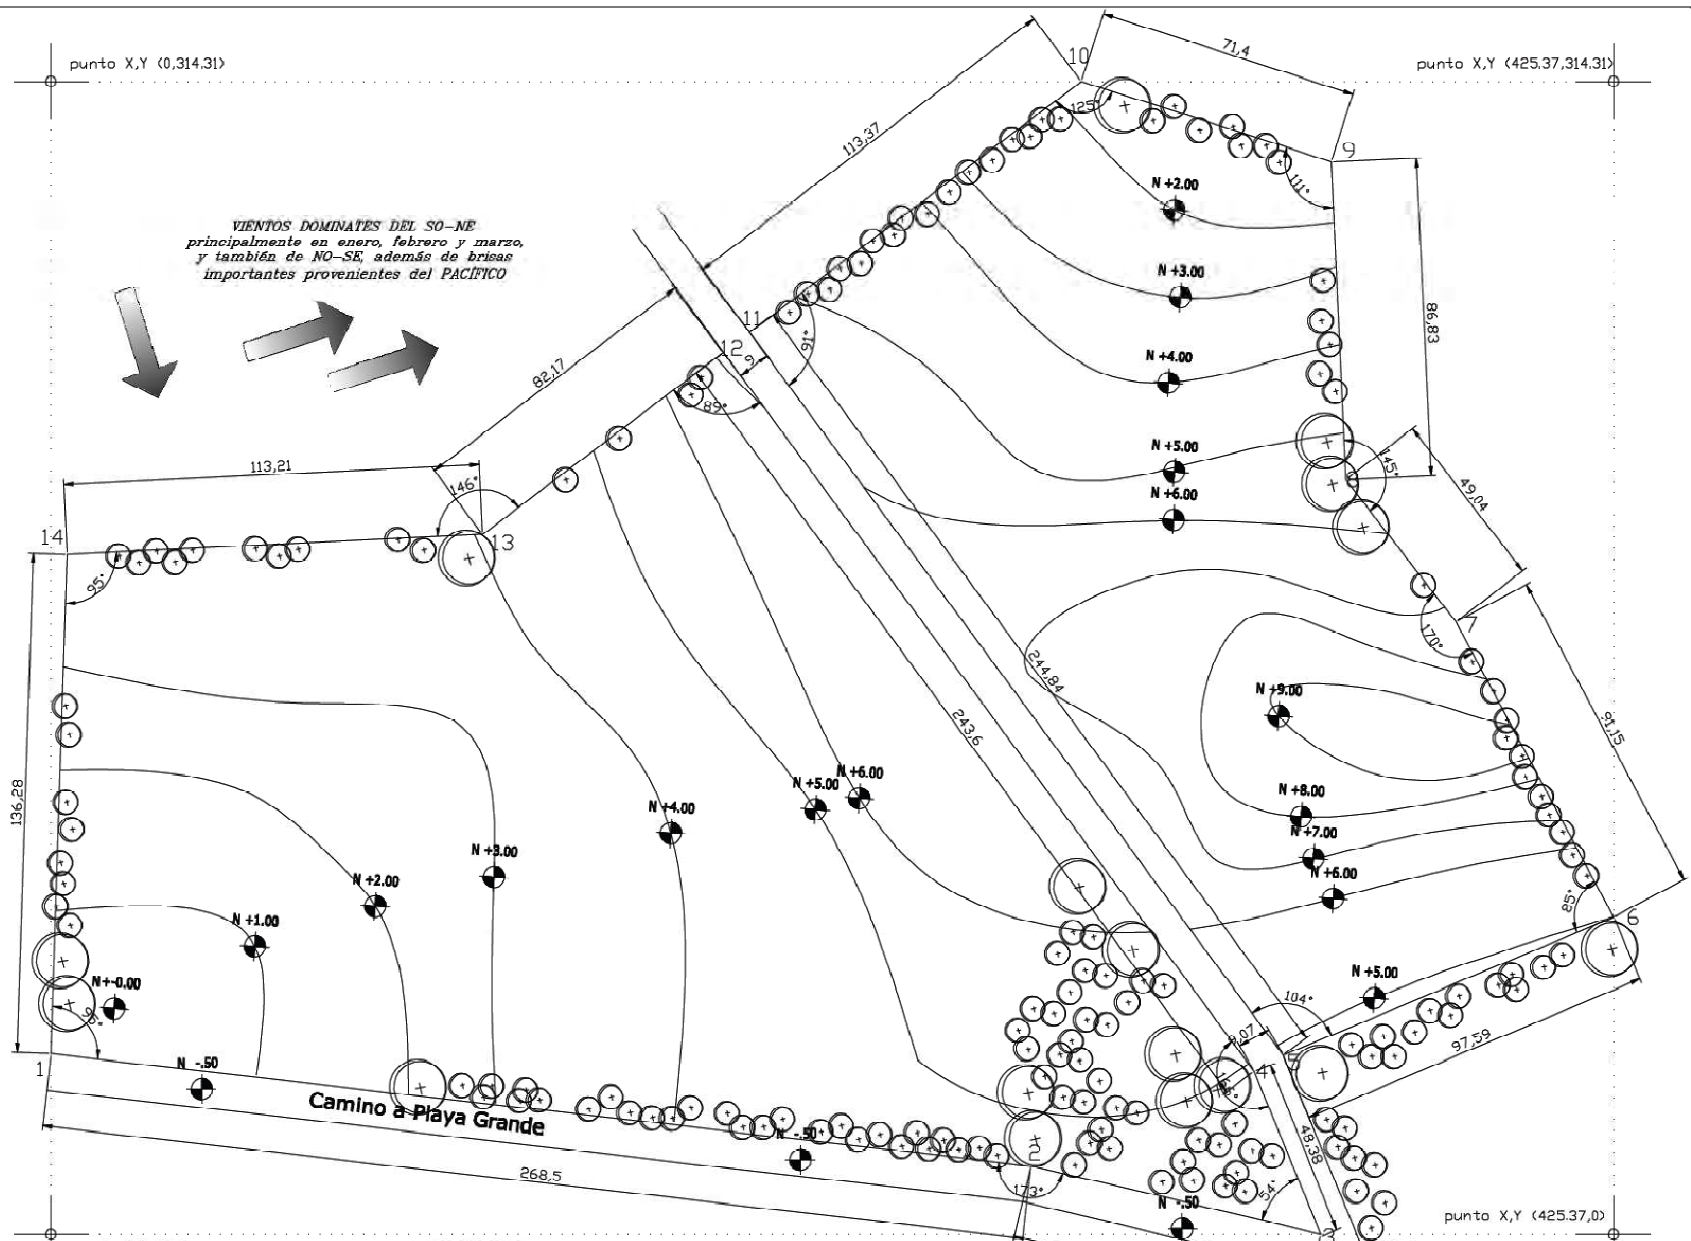 punto X,Y (0,314.31)
10
71,4
punto X,Y (425.37,314.31)
125°
113,37
9
111°
N +2.00
VIENTOS DOMINATES DEL SO-NE
principalmente en enero, febrero y marzo,
y también de NO-SE, además de brisas
importantes provenientes del PACÍFICO
N +3.00
86,83
11
91°
12
9
N +4.00
82,17
89°
N +5.00
145°
8
113,21
146°
49,04
N +6.00
14
13
95°
7
170°
244,84
N +9.00
243,6
91,15
136,28
N +5.00
N +6.00
N +8.00
N +4.00
N +7.00
N +3.00
N +6.00
N +2.00
85°
6
N +1.00
N +5.00
N+-0.00
104°
97,59
1
N -.50
4
5
Camino a Playa Grande
N -.50
48,38
2
268,5
173°
54°
N -.50
punto X,Y (425.37,0)
3